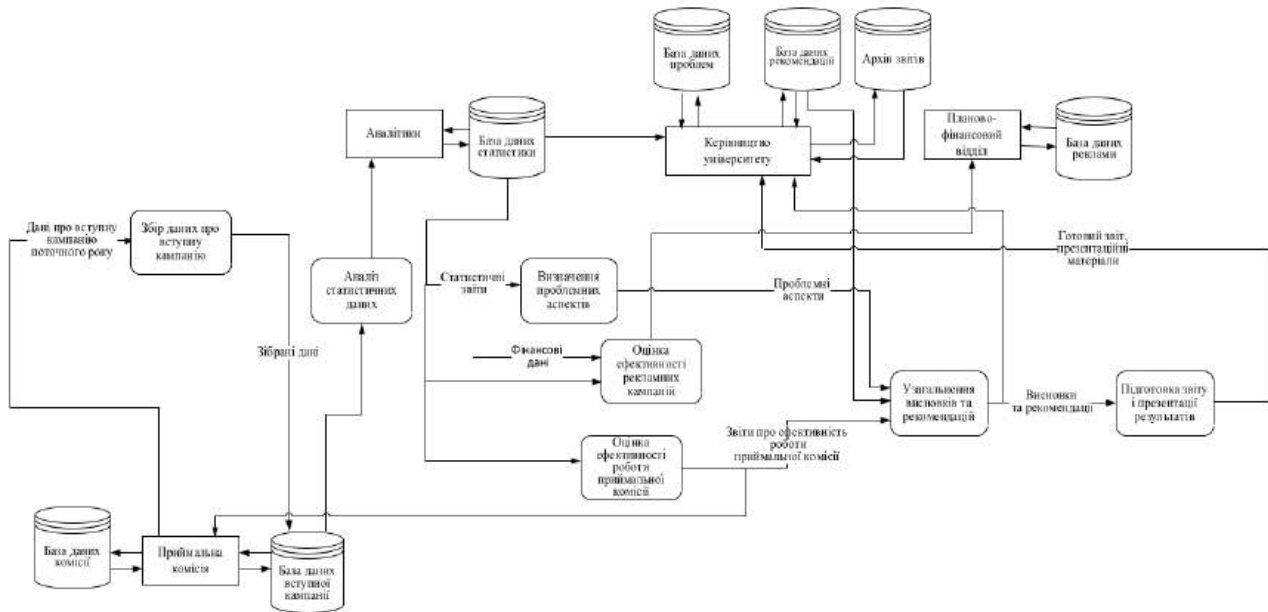 База даних
проблем
База даних
рекомендацій
Архів звітів
Аналітики
База даних
статистики
Керівництво
університету
Планово-
фінансовий
відділ
База даних
реклами
Дані про вступну
кампанію
поточного року
Збір даних про
вступну
кампанію
Аналіз
статистичних
даних
Статистичні
звіти
Визначення
проблемних
аспектів
Проблемні
аспекти
Готовий звіт,
презентаційні
матеріали
Зібрані дані
Фінансові
дані
Оцінка
ефективності
рекламних
кампаній
Узагальнення
висновків та
рекомендацій
Висновки
та рекомендації
Підготовка звіту
і презентації
результатів
Оцінка
ефективності
роботи
приймальної
комісії
Звіти про ефективність
роботи
приймальної комісії
База даних
комісії
Приймальна
комісія
База даних
вступної
кампанії